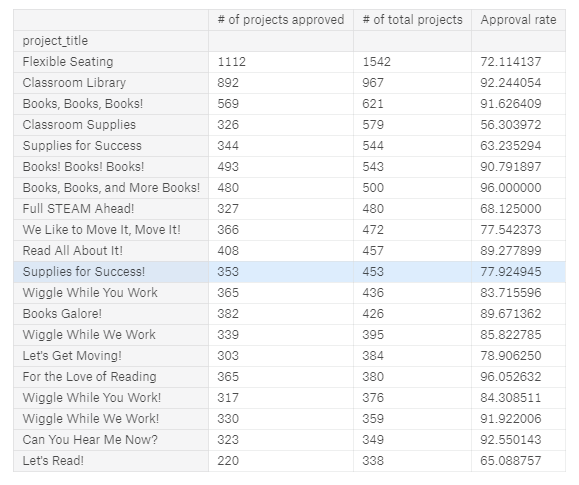 # of projects approved # of total projects Approval rate
project_title
Flexible Seating 1112 1542 72.114137
Classroom Library 892 967 92.244054
Books, Books, Books! 569 621 91.626409
Classroom Supplies 326 579 56.303972
Supplies for Success 344 544 63.235294
Books! Books! Books! 493 543 90.791897
Books, Books, and More Books! 480 500 96.000000
Full STEAM Ahead! 327 480 68.125000
We Like to Move It, Move It! 366 472 77.542373
Read All About It! 408 457 89.277899
Supplies for Success! 353 453 77.924945
Wiggle While You Work 365 436 83.715596
Books Galore! 382 426 89.671362
Wiggle While We Work 339 395 85.822785
Let's Get Moving! 303 384 78.906250
For the Love of Reading 365 380 96.052632
Wiggle While You Work! 317 376 84.308511
Wiggle While We Work! 330 359 91.922006
Can You Hear Me Now? 323 349 92.550143
Let's Read! 220 338 65.088757